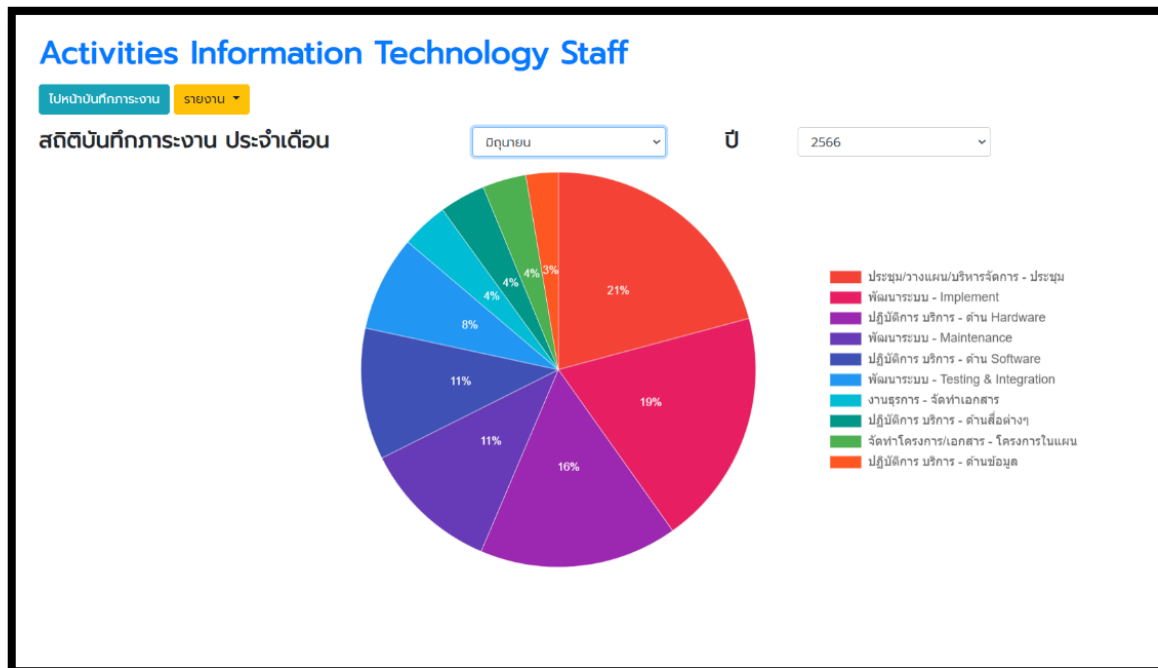 Activities Information Technology Staff
ไปหน้าบันทึกภาระงาน รายงาน
สถิติบันทึกภาระงาน ประจำเดือน มิถุนายน ปี 2566
21%
19%
16%
11%
11%
8%
4%
4%
4%
3%
ประชุม/วางแผน/บริหารจัดการ - ประชุม
พัฒนาระบบ - Implement
ปฏิบัติการ บริการ - ด้าน Hardware
พัฒนาระบบ - Maintenance
ปฏิบัติการ บริการ - ด้าน Software
พัฒนาระบบ - Testing & Integration
งานธุรการ - จัดทำเอกสาร
ปฏิบัติการ บริการ - ด้านสื่อต่างๆ
จัดทำโครงการ/เอกสาร - โครงการในแผน
ปฏิบัติการ บริการ - ด้านข้อมูล